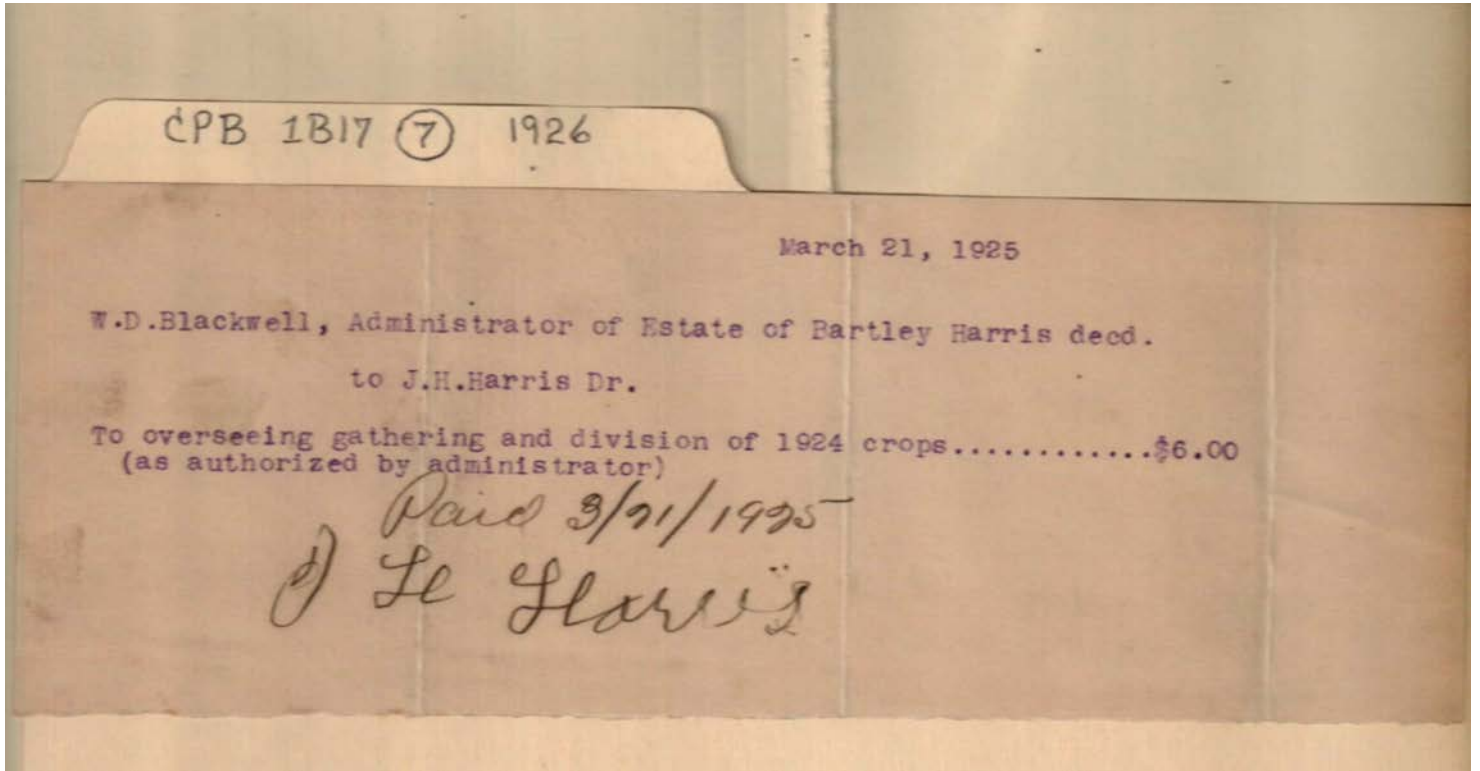 CPB 1B17 7 1926
March 21, 1925
W.D.Blackwell, Administrator of Estate of Bartley Harris decd.
to J.H.Harris Dr.
To overseeing gathering and division of 1924 crops.............$6.00
(as authorized by administrator)
Paid 3/21/1925
J H Harris